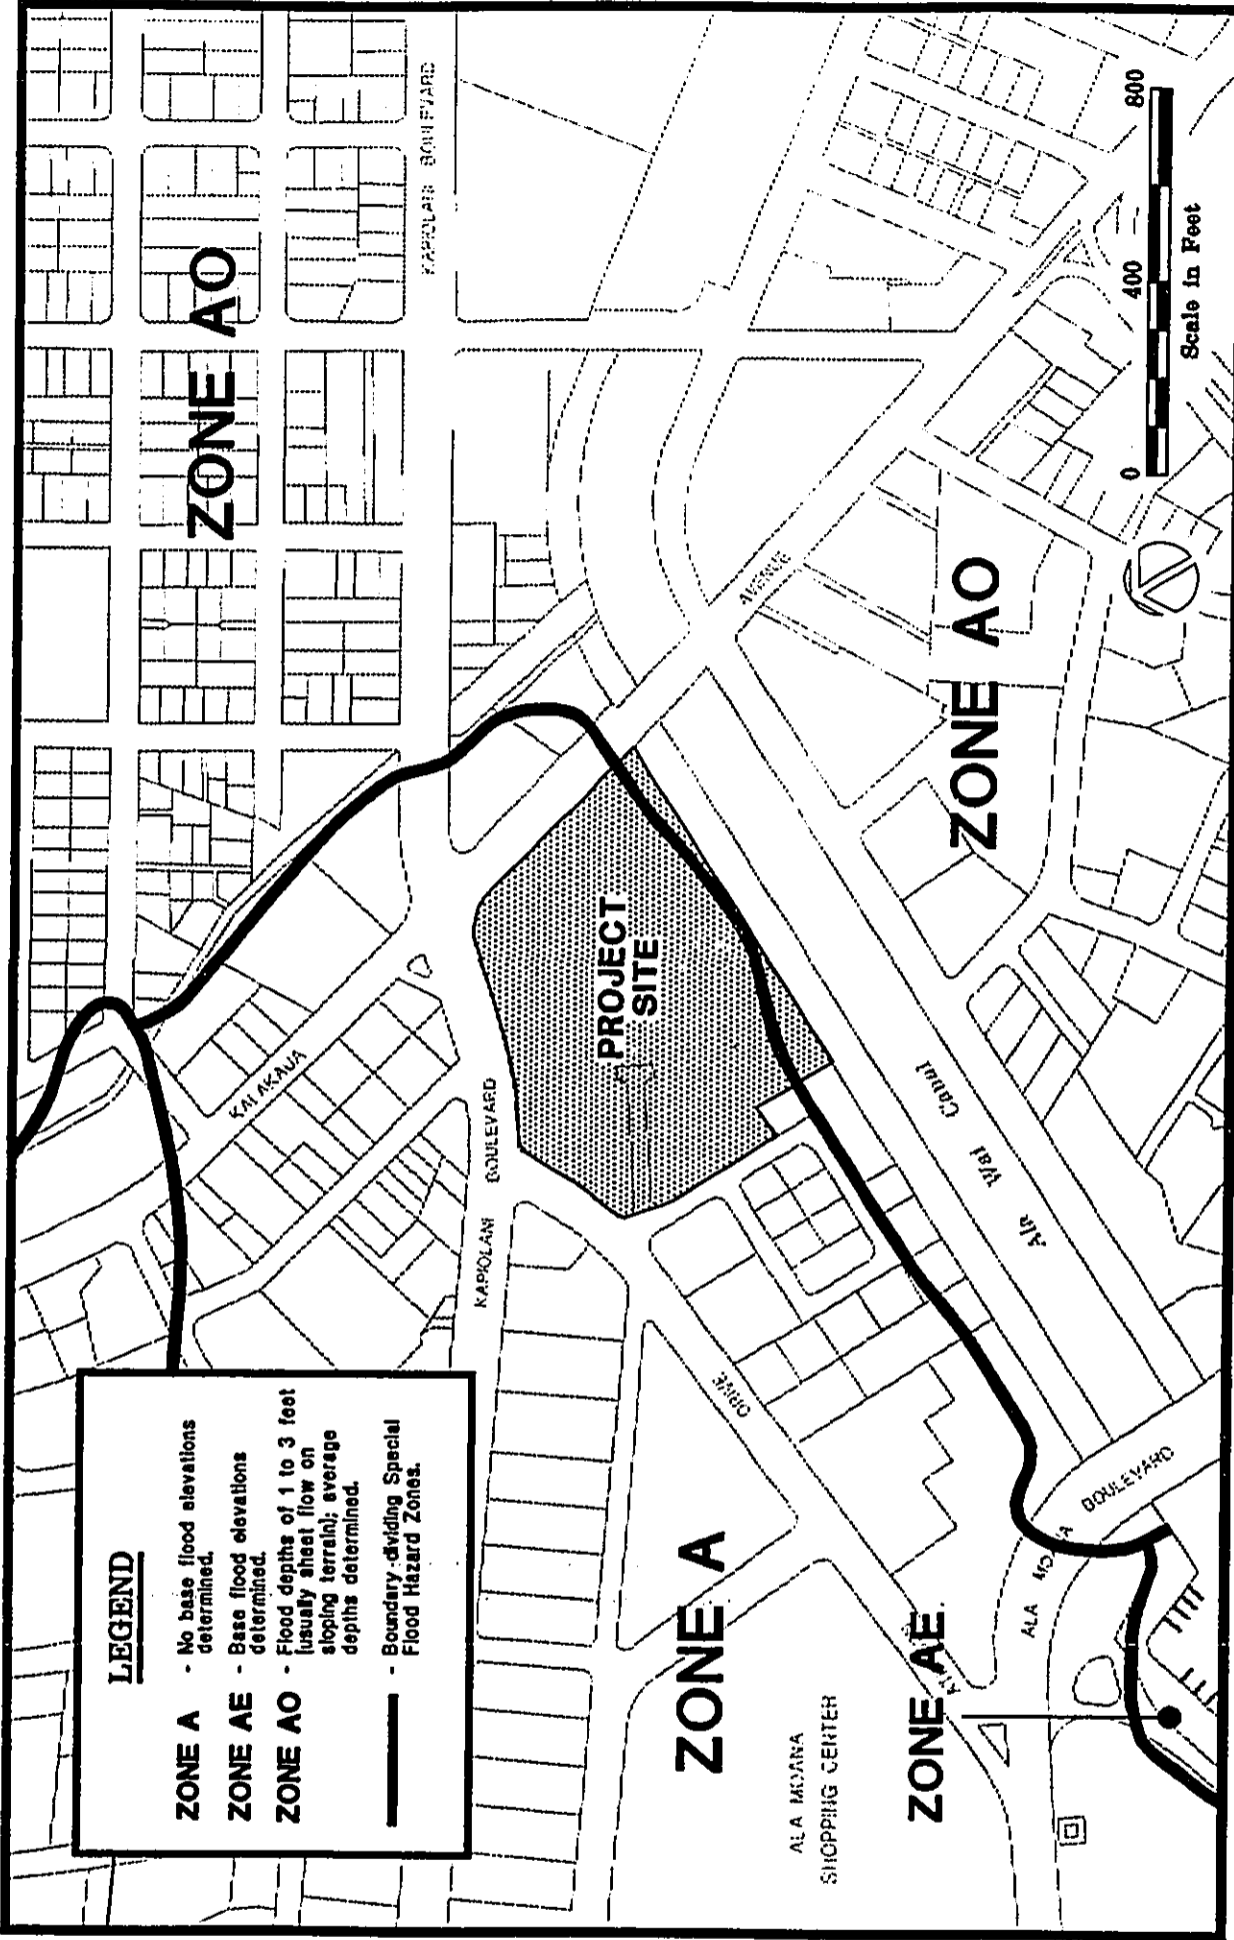 LEGEND
ZONE A - No base flood elevations
determined.
ZONE AE - Base flood elevations
determined.
ZONE AO - Flood depths of 1 to 3 feet
(usually sheet flow on
sloping terrain); average
depths determined.
- Boundary-dividing Special
Flood Hazard Zones.
ZONE AO
KAPIOLANI BOULEVARD
KALAKAUA
AVENUE
KAPIOLANI BOULEVARD
PROJECT
SITE
DRIVE
ZONE A
ZONE AO
Ala Wai Canal
ALA MOANA
SHOPPING CENTER
ZONE AE
ALA MOANA BOULEVARD
0 400 800
Scale in Feet